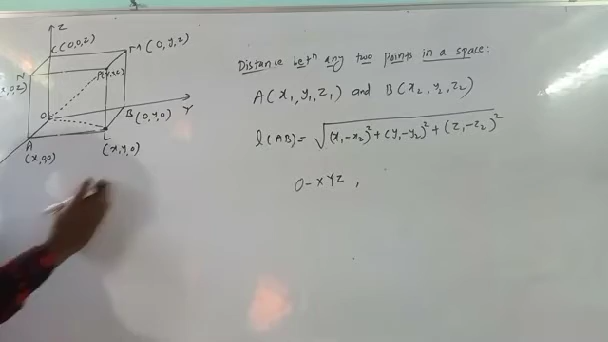 Z
C (0,0,z)
M (0, y, z)
N
(x,0,z)
P(x,y,z)
O
Y
B (0,y,0)
A
(x,0,0)
L
(x,y,0)
Distance betn any two points in a space:
A(x₁, y₁, z₁) and B(x₂, y₂, z₂)
l(AB) = √(x₁-x₂)² + (y₁-y₂)² + (z₁-z₂)²
O-XYZ ,